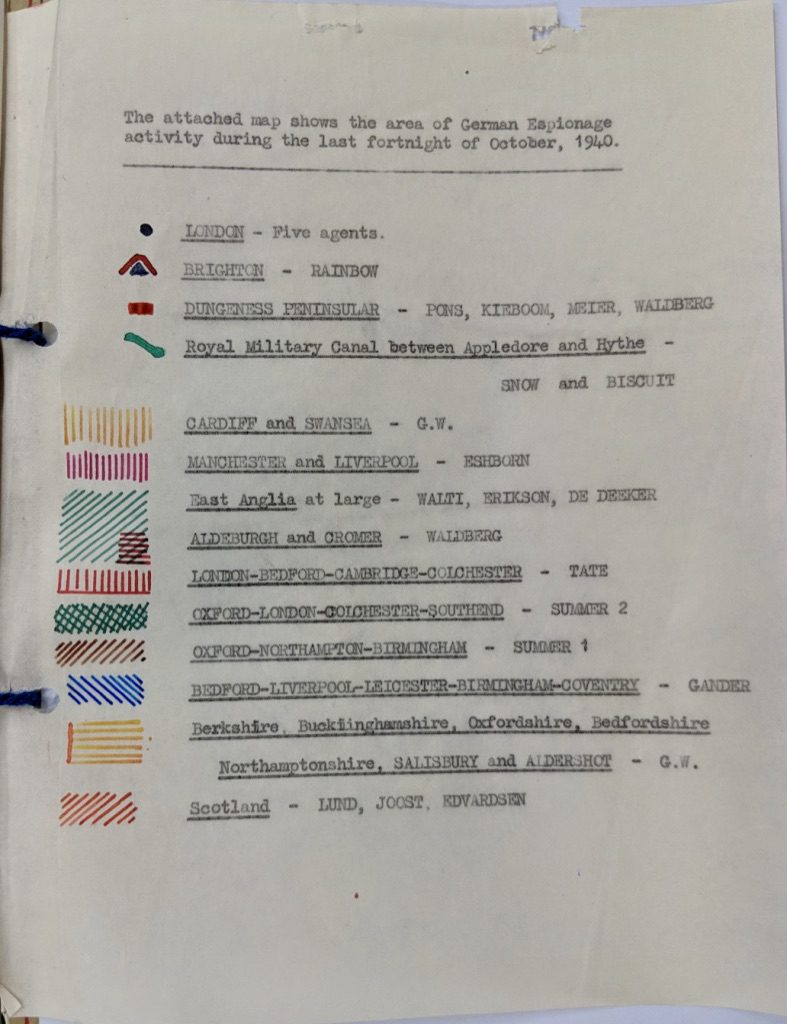 The attached map shows the area of German Espionage
activity during the last fortnight of October, 1940.
LONDON - Five agents.
BRIGHTON - RAINBOW
DUNGENESS PENINSULAR - PONS, KIEBOOM, MEIER, WALDBERG
Royal Military Canal between Appledore and Hythe -
SNOW and BISCUIT
CARDIFF and SWANSEA - G.W.
MANCHESTER and LIVERPOOL - ESHBORN
East Anglia at large - WALTI, ERIKSON, DE DEEKER
ALDEBURGH and CROMER - WALDBERG
LONDON-BEDFORD-CAMBRIDGE-COLCHESTER - TATE
OXFORD-LONDON-COLCHESTER-SOUTHEND - SUMMER 2
OXFORD-NORTHAMPTON-BIRMINGHAM - SUMMER 1
BEDFORD-LIVERPOOL-LEICESTER-BIRMINGHAM-COVENTRY - GANDER
Berkshire, Buckiinghamshire, Oxfordshire, Bedfordshire
Northamptonshire, SALISBURY and ALDERSHOT - G.W.
Scotland - LUND, JOOST, EDVARDSEN